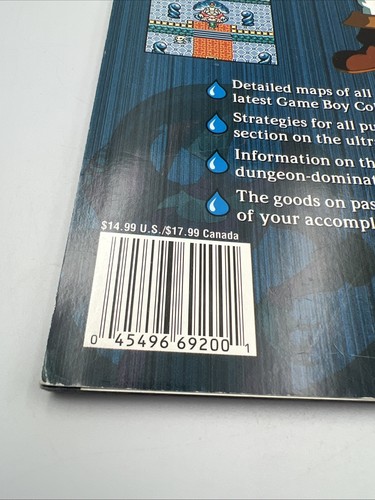 Detailed maps of all
latest Game Boy Co
Strategies for all pu
section on the ultr
Information on th
dungeon-dominat
The goods on pas
of your accompl
$14.99 U.S./$17.99 Canada
0 45496 69200 1